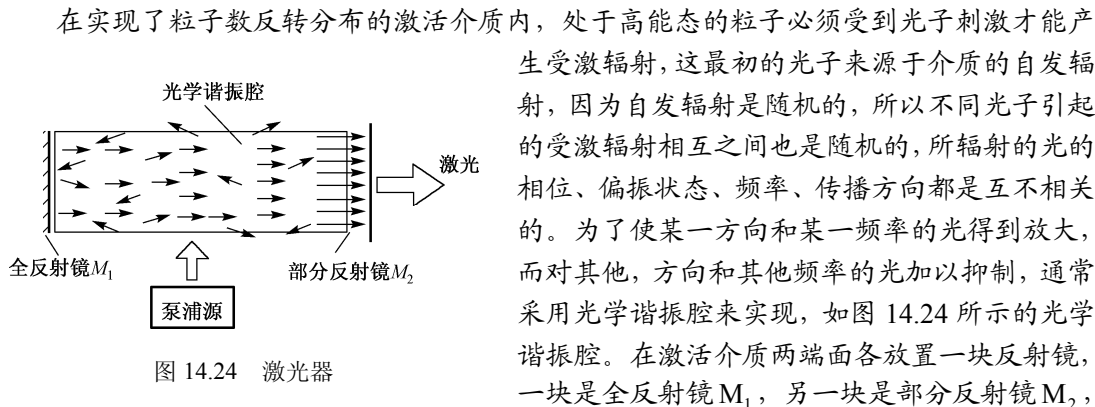 在实现了粒子数反转分布的激活介质内，处于高能态的粒子必须受到光子刺激才能产
生受激辐射，这最初的光子来源于介质的自发辐
射，因为自发辐射是随机的，所以不同光子引起
的受激辐射相互之间也是随机的，所辐射的光的
相位、偏振状态、频率、传播方向都是互不相关
的。为了使某一方向和某一频率的光得到放大，
而对其他，方向和其他频率的光加以抑制，通常
采用光学谐振腔来实现，如图 14.24 所示的光学
谐振腔。在激活介质两端面各放置一块反射镜，
一块是全反射镜 M₁，另一块是部分反射镜 M₂，
光学谐振腔
激光
全反射镜M₁
部分反射镜M₂
泵浦源
图 14.24 激光器